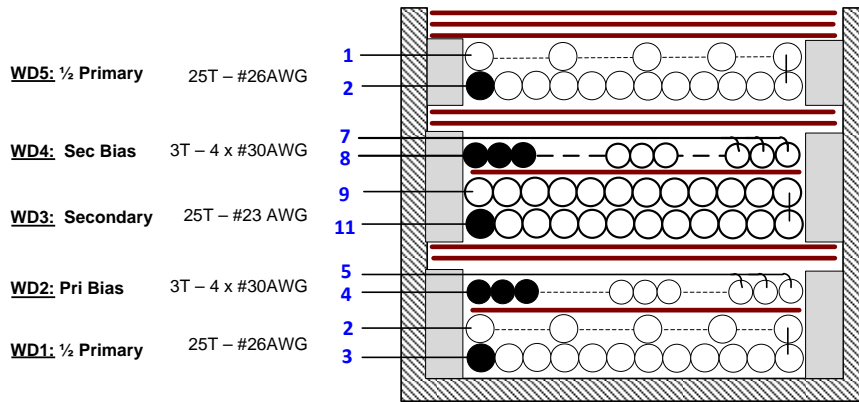 WD5: ½ Primary 25T – #26AWG 1
2
WD4: Sec Bias 3T – 4 x #30AWG 7
8
9
WD3: Secondary 25T – #23 AWG 11
5
WD2: Pri Bias 3T – 4 x #30AWG 4
2
WD1: ½ Primary 25T – #26AWG 3